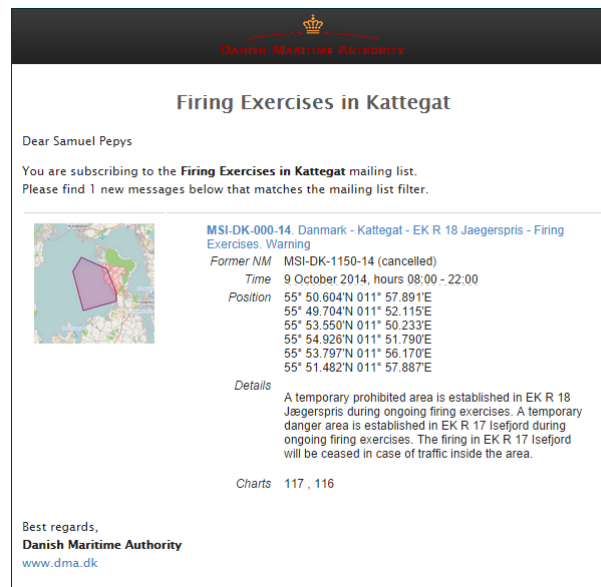 DANISH MARITIME AUTHORITY
Firing Exercises in Kattegat
Dear Samuel Pepys
You are subscribing to the Firing Exercises in Kattegat mailing list.
Please find 1 new messages below that matches the mailing list filter.
MSI-DK-000-14. Danmark - Kattegat - EK R 18 Jaegerspris - Firing
Exercises. Warning
Former NM MSI-DK-1150-14 (cancelled)
Time 9 October 2014, hours 08:00 - 22:00
Position 55° 50.604'N 011° 57.891'E
55° 49.704'N 011° 52.115'E
55° 53.550'N 011° 50.233'E
55° 54.926'N 011° 51.790'E
55° 53.797'N 011° 56.170'E
55° 51.482'N 011° 57.887'E
Details
A temporary prohibited area is established in EK R 18
Jægerspris during ongoing firing exercises. A temporary
danger area is established in EK R 17 Isefjord during
ongoing firing exercises. The firing in EK R 17 Isefjord
will be ceased in case of traffic inside the area.
Charts 117 , 116
Best regards,
Danish Maritime Authority
www.dma.dk